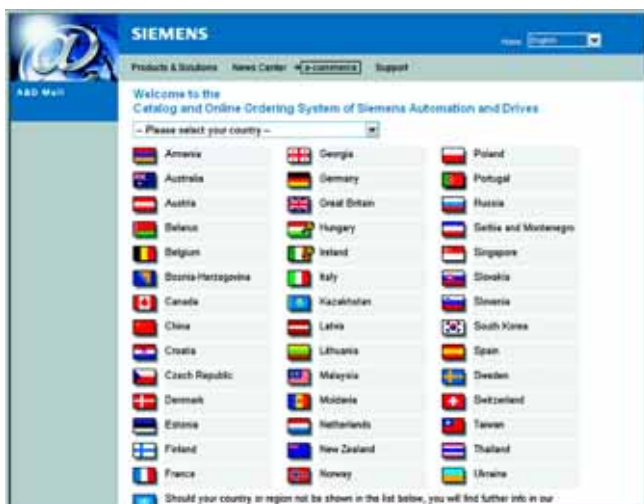 SIEMENS
Home English
Products & Solutions News Center e-commerce Support
A&D Mall
Welcome to the
Catalog and Online Ordering System of Siemens Automation and Drives
-- Please select your country --
Armenia Georgia Poland
Australia Germany Portugal
Austria Great Britain Russia
Belarus Hungary Serbia and Montenegro
Belgium Ireland Singapore
Bosnia-Herzegovina Italy Slovakia
Canada Kazakhstan Slovenia
China Latvia South Korea
Croatia Lithuania Spain
Czech Republic Malaysia Sweden
Denmark Moldavia Switzerland
Estonia Netherlands Taiwan
Finland New Zealand Thailand
France Norway Ukraine
Should your country or region not be shown in the list below, you will find further info in our